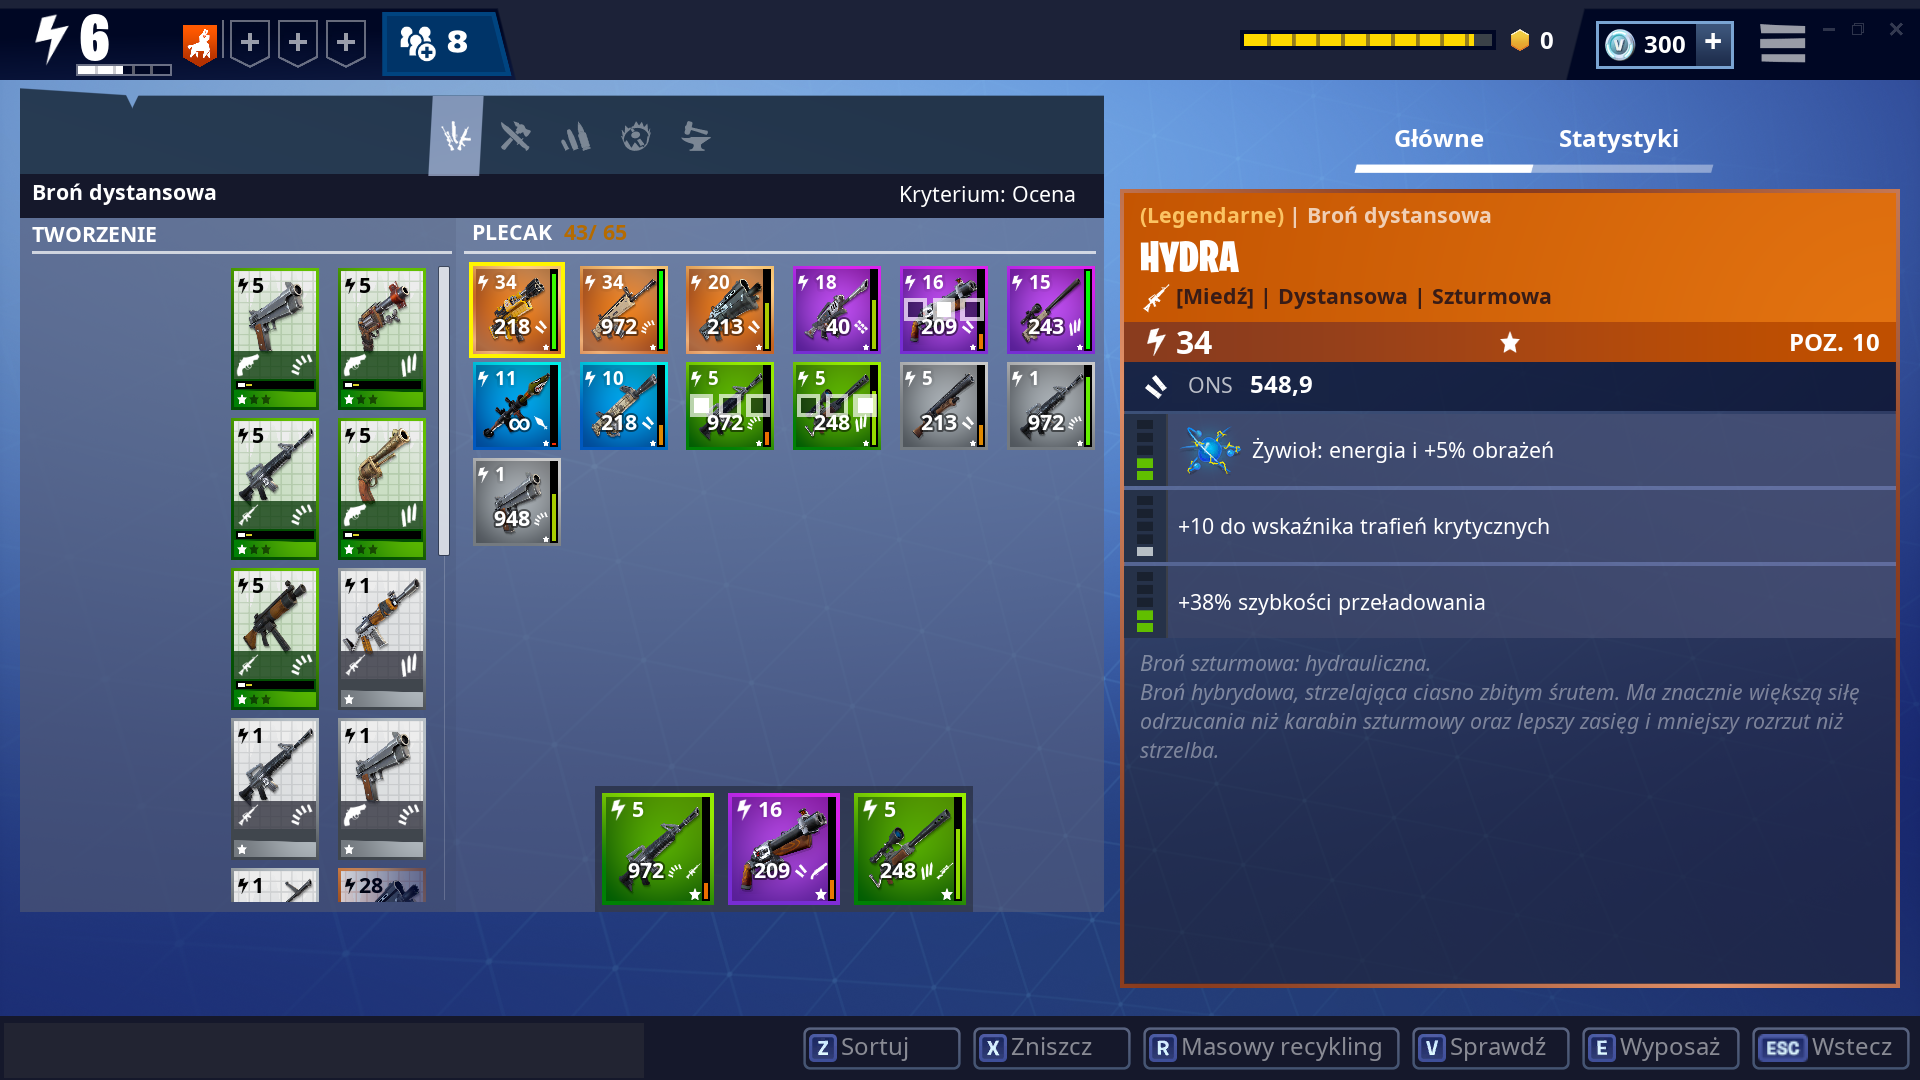 6
8
0
300 +
Główne
Statystyki
Broń dystansowa
Kryterium: Ocena
TWORZENIE
PLECAK 43/ 65
5
5
5
5
5
1
1
1
1
28
34
218
34
972
20
213
18
40
16
209
15
243
11
∞
10
218
5
972
5
248
5
213
1
972
1
948
5
972
16
209
5
248
(Legendarne) | Broń dystansowa
HYDRA
[Miedź] | Dystansowa | Szturmowa
34
POZ. 10
ONS 548,9
Żywioł: energia i +5% obrażeń
+10 do wskaźnika trafień krytycznych
+38% szybkości przeładowania
Broń szturmowa: hydrauliczna.
Broń hybrydowa, strzelająca ciasno zbitym śrutem. Ma znacznie większą siłę
odrzucania niż karabin szturmowy oraz lepszy zasięg i mniejszy rozrzut niż
strzelba.
Z Sortuj
X Zniszcz
R Masowy recykling
V Sprawdź
E Wyposaż
ESC Wstecz